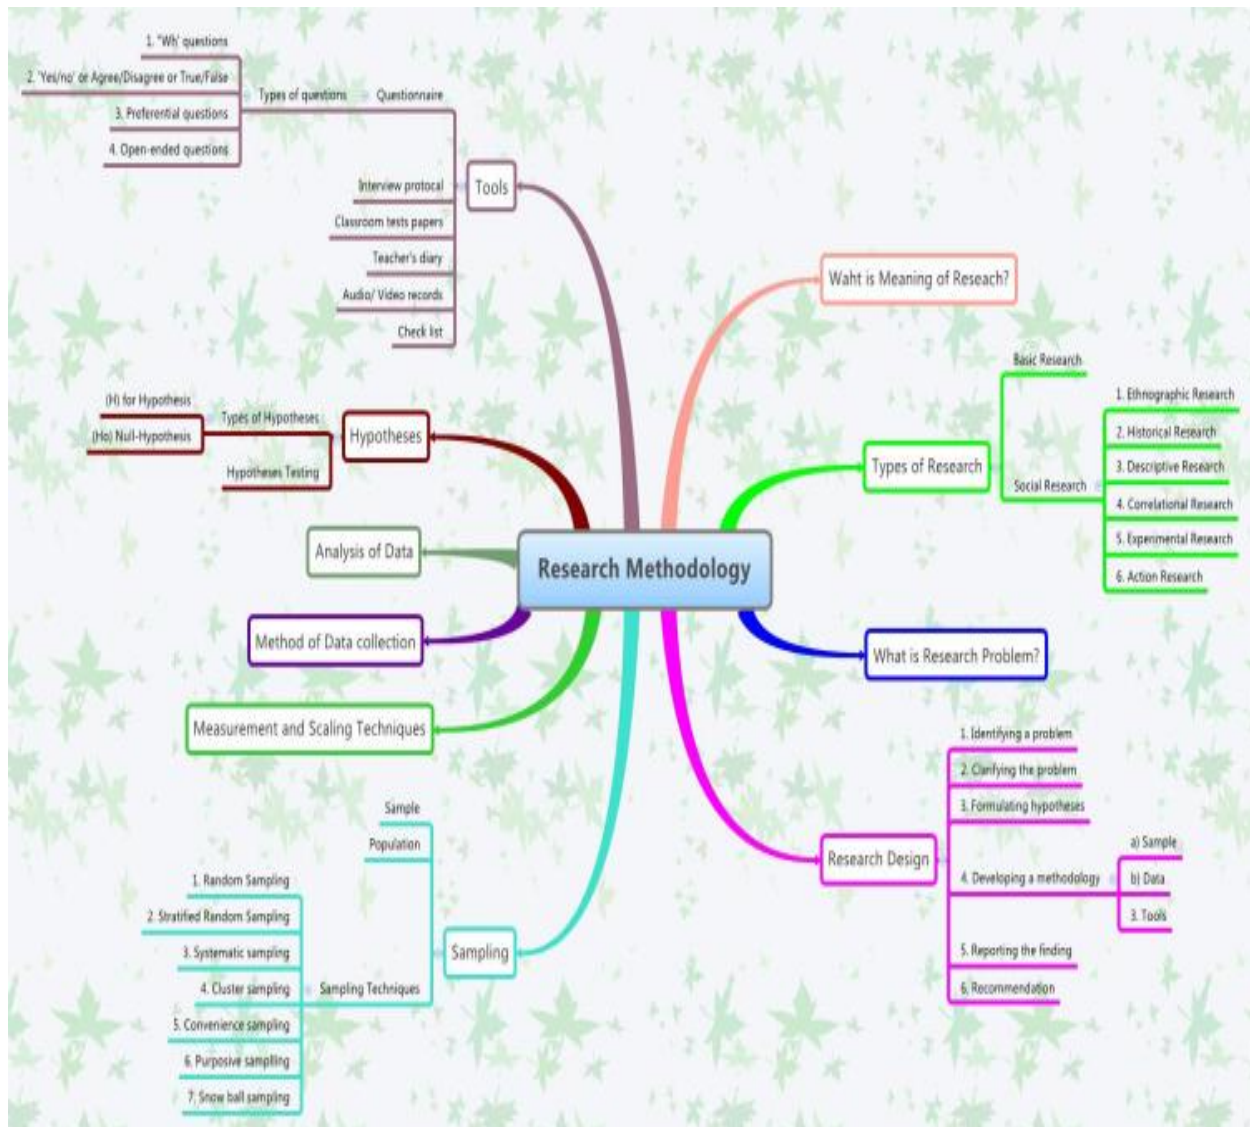 Research Methodology
Waht is Meaning of Reseach?
Types of Research
Basic Research
Social Research
1. Ethnographic Research
2. Historical Research
3. Descriptive Research
4. Correlational Research
5. Experimental Research
6. Action Research
What is Research Problem?
Research Design
1. Identifying a problem
2. Clarifying the problem
3. Formulating hypotheses
4. Developing a methodology
a) Sample
b) Data
3. Tools
5. Reporting the finding
6. Recommendation
Tools
Questionnaire
Types of questions
1. "Wh' questions
2. 'Yes/no' or Agree/Disagree or True/False
3. Preferential questions
4. Open-ended questions
Interview protocal
Classroom tests papers
Teacher's diary
Audio/ Video records
Check list
Hypotheses
Types of Hypotheses
(H) for Hypothesis
(Ho) Null-Hypothesis
Hypotheses Testing
Analysis of Data
Method of Data collection
Measurement and Scaling Techniques
Sampling
Sample
Population
Sampling Techniques
1. Random Sampling
2. Stratified Random Sampling
3. Systematic sampling
4. Cluster sampling
5. Convenience sampling
6. Purposive samplling
7. Snow ball sampling